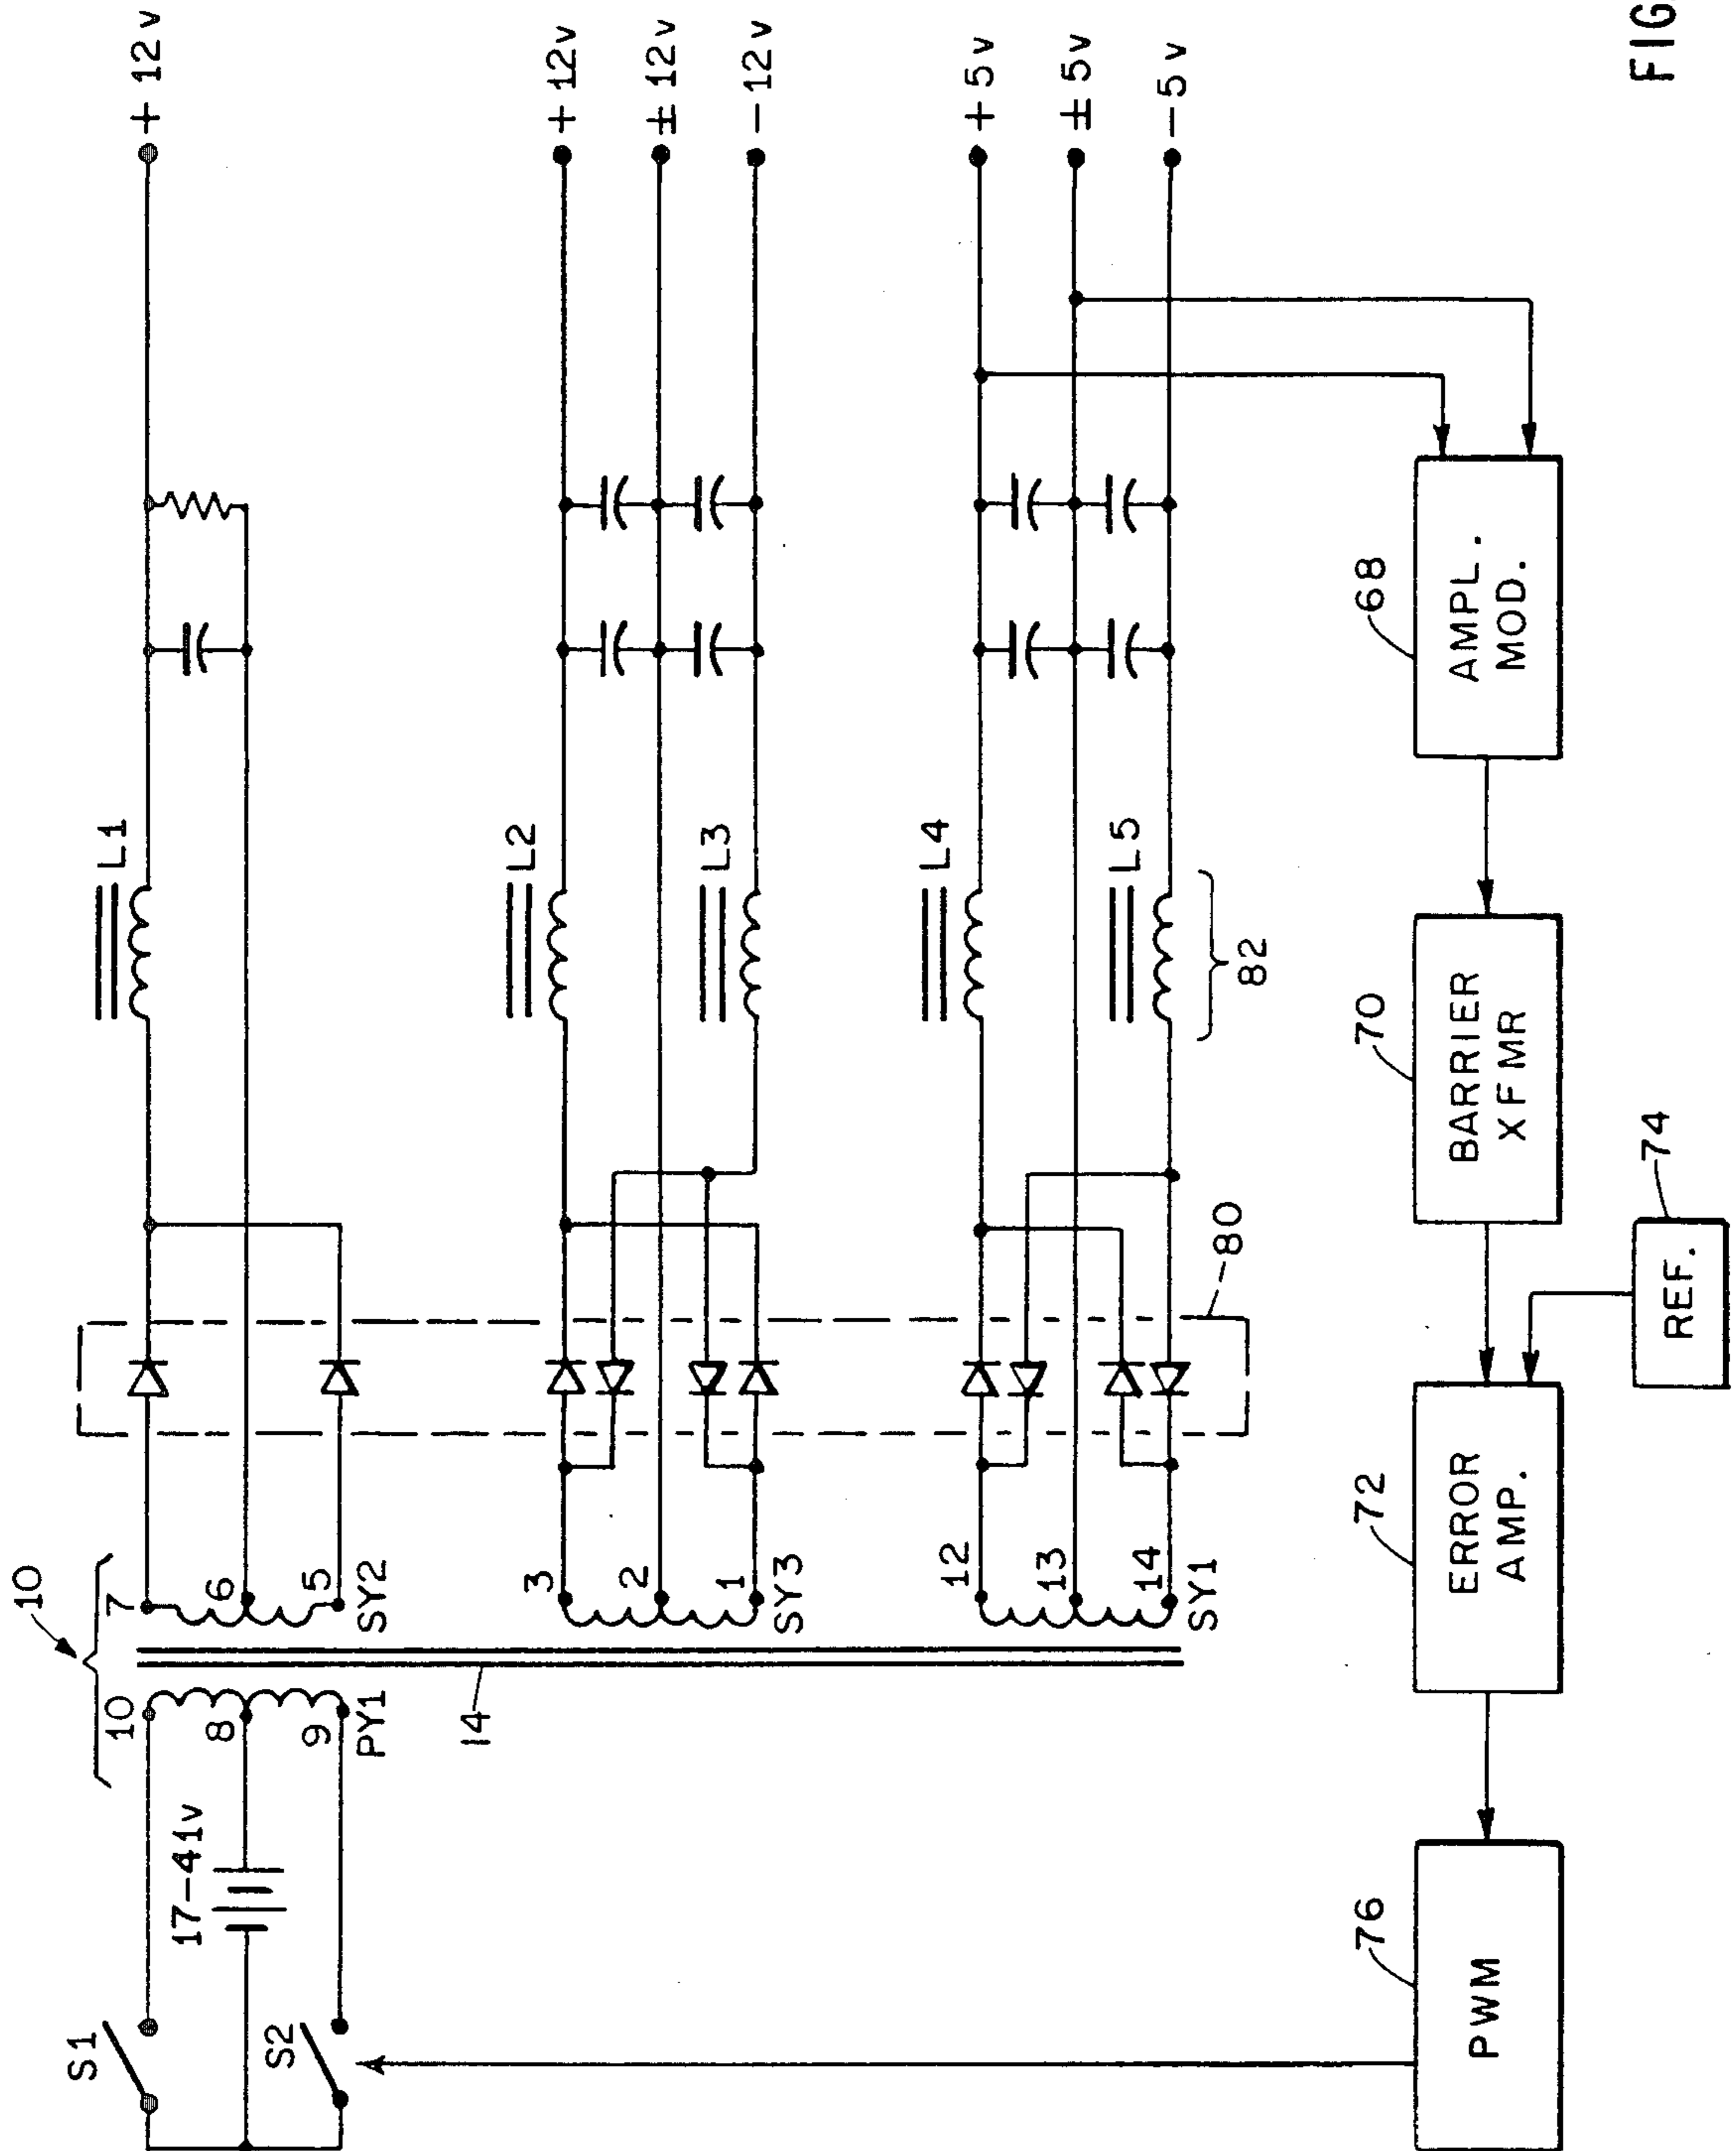 +12v
+12v
±12v
-12v
+5v
±5v
-5v
FIG
L1
L2
L3
L4
L5
82
80
10
7
6
5
SY2
3
2
1
SY3
12
13
14
SY1
14
10
8
9
PY1
17-41v
S1
S2
68
AMPL.
MOD.
70
BARRIER
XFMR
74
REF.
72
ERROR
AMP.
76
PWM